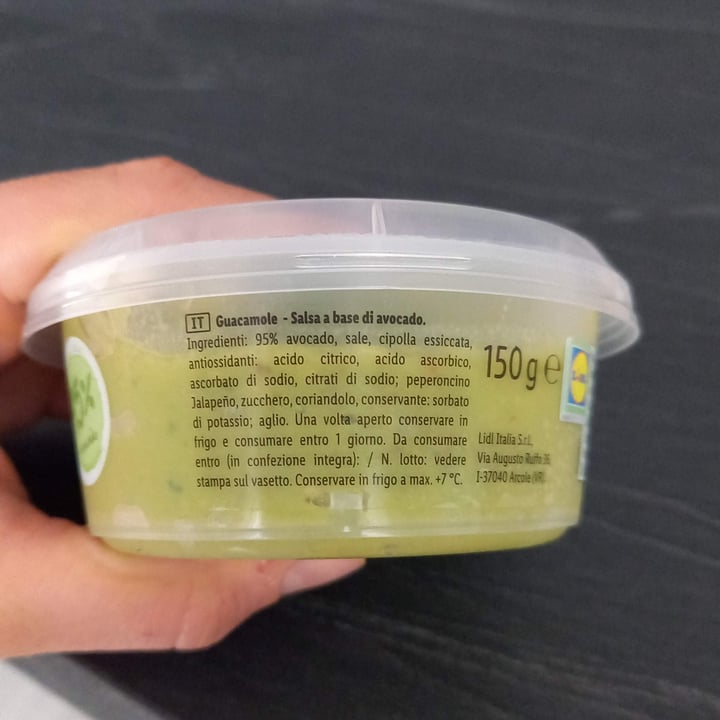 IT Guacamole - Salsa a base di avocado.
Ingredienti: 95% avocado, sale, cipolla essiccata,
antiossidanti: acido citrico, acido ascorbico,
ascorbato di sodio, citrati di sodio; peperoncino
Jalapeño, zucchero, coriandolo, conservante: sorbato
di potassio; aglio. Una volta aperto conservare in
frigo e consumare entro 1 giorno. Da consumare
entro (in confezione integra): / N. lotto: vedere
stampa sul vasetto. Conservare in frigo a max. +7 °C.
150 g e
Lidl Italia S.r.l.,
Via Augusto Ruffo 36,
I-37040 Arcole (VR).